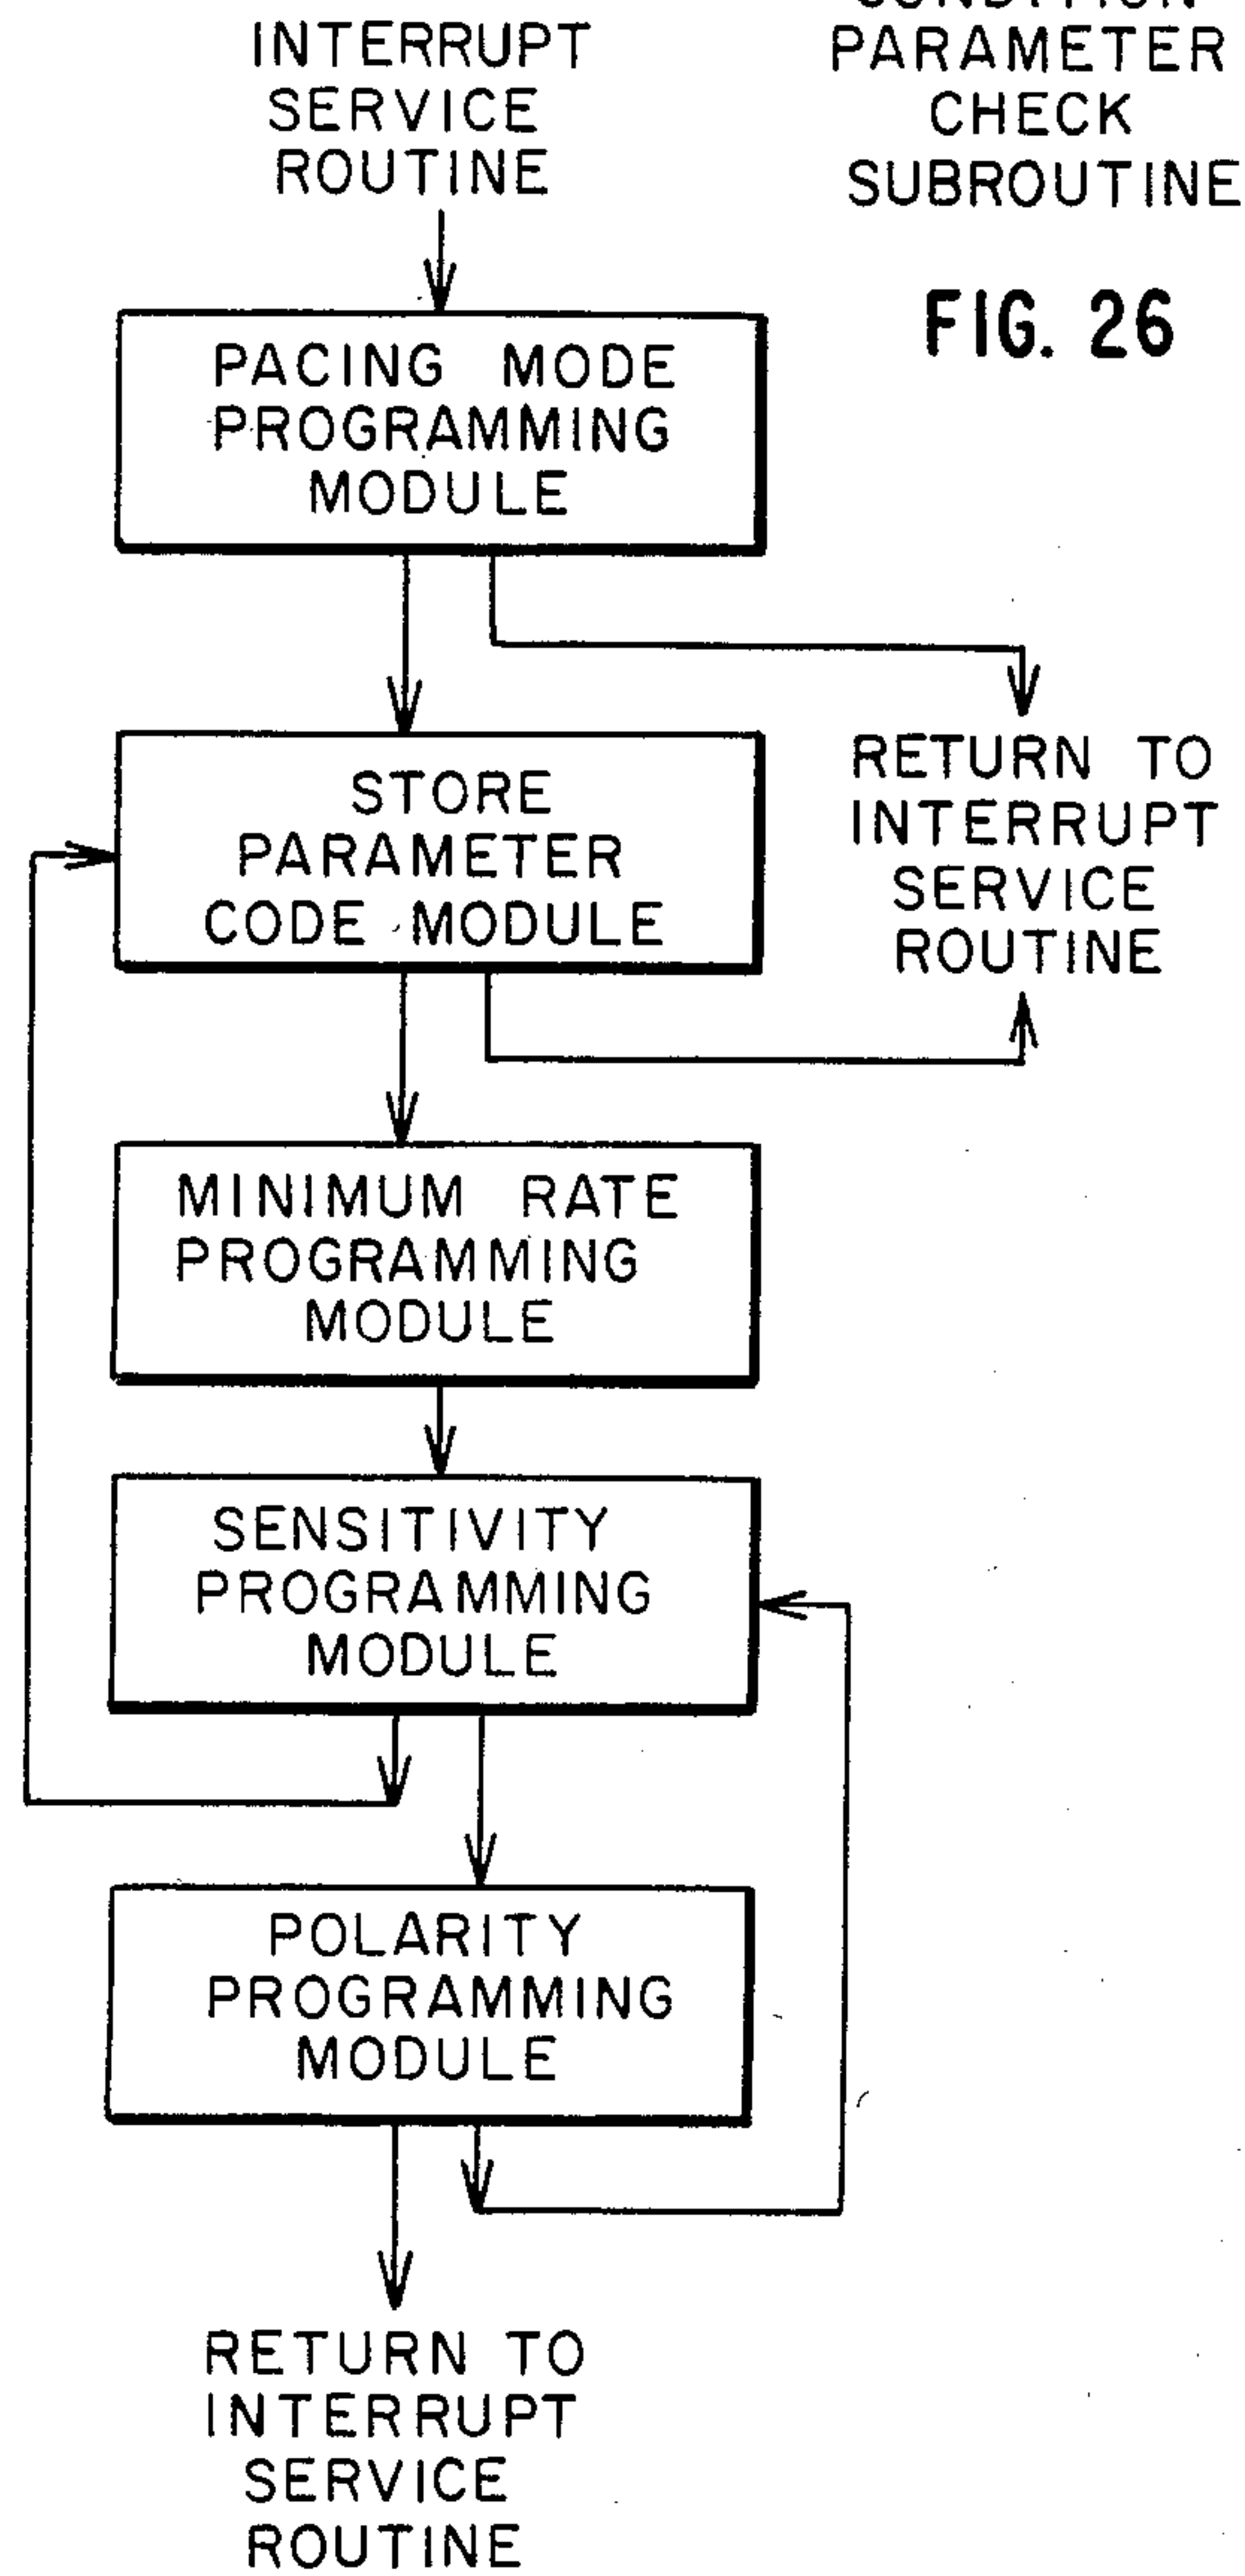 INTERRUPT
SERVICE
ROUTINE
CONDITION
PARAMETER
CHECK
SUBROUTINE
FIG. 26
PACING MODE
PROGRAMMING
MODULE
STORE
PARAMETER
CODE MODULE
RETURN TO
INTERRUPT
SERVICE
ROUTINE
MINIMUM RATE
PROGRAMMING
MODULE
SENSITIVITY
PROGRAMMING
MODULE
POLARITY
PROGRAMMING
MODULE
RETURN TO
INTERRUPT
SERVICE
ROUTINE